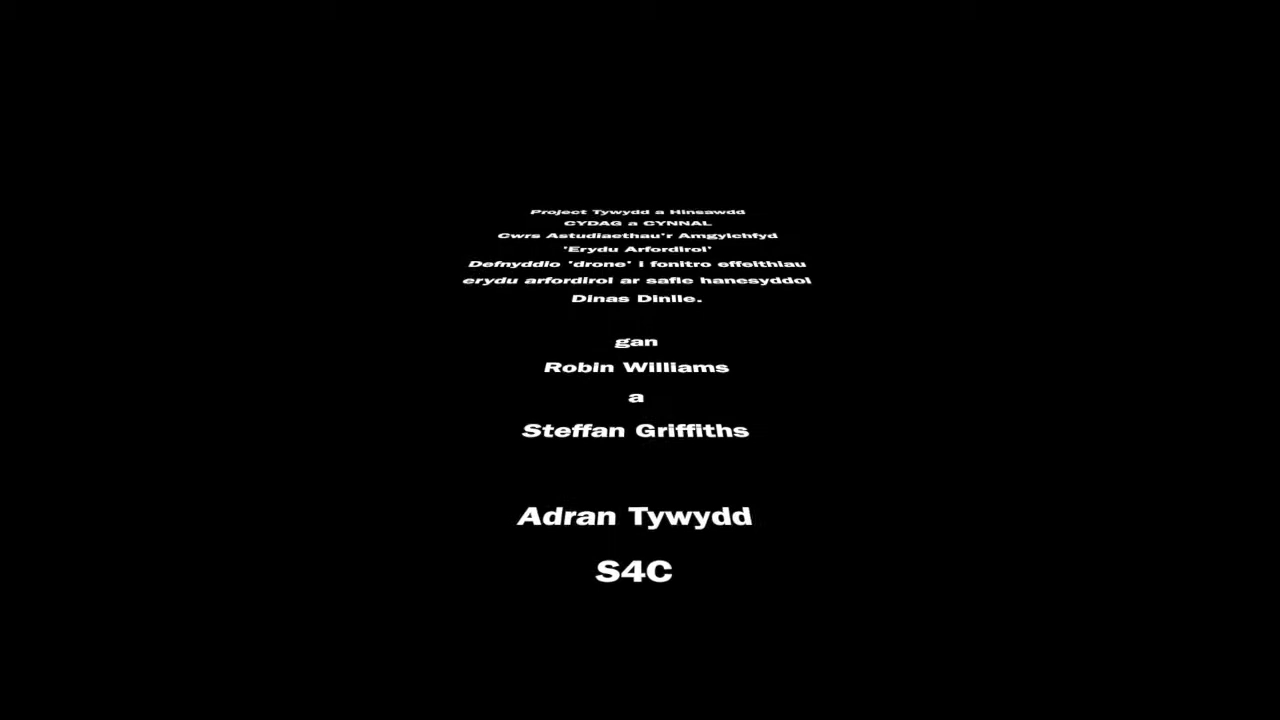 Project Tywydd a Hinsawdd
CYDAG a CYNNAL
Cwrs Astudiaethau'r Amgylchfyd
'Erydu Arfordirol'
Defnyddio 'drone' i fonitro effeithiau
erydu arfordirol ar safle hanesyddol
Dinas Dinlle.
gan
Robin Williams
a
Steffan Griffiths
Adran Tywydd
S4C